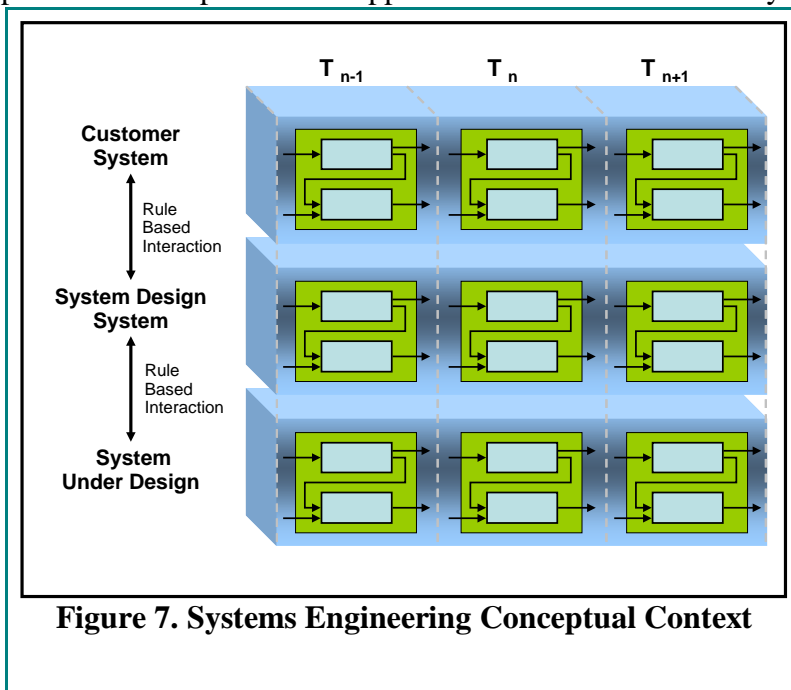 T n-1 T n T n+1
Customer
System
Rule
Based
Interaction
System Design
System
Rule
Based
Interaction
System
Under Design
Figure 7. Systems Engineering Conceptual Context